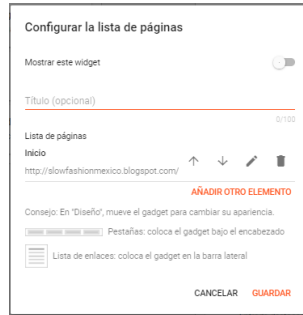 Configurar la lista de páginas
Mostrar este widget
Título (opcional)
0/100
Lista de páginas
Inicio
http://slowfashionmexico.blogspot.com/
AÑADIR OTRO ELEMENTO
Consejo: En "Diseño", mueve el gadget para cambiar su apariencia.
Pestañas: coloca el gadget bajo el encabezado
Lista de enlaces: coloca el gadget en la barra lateral
CANCELAR GUARDAR